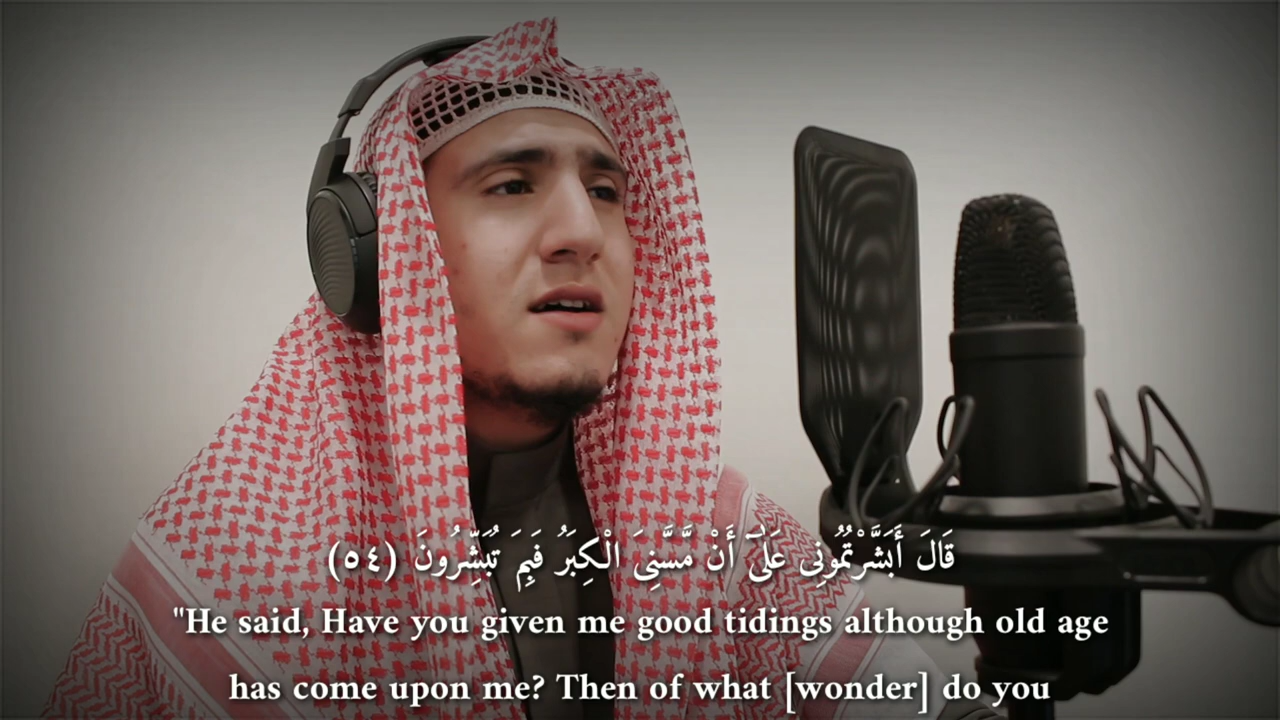 قَالَ أَبَشَّرْتُمُونِى عَلَىٰٓ أَنْ مَّسَّنِىَ الْكِبَرُ فَبِمَ تُبَشِّرُونَ (٥٤)
"He said, Have you given me good tidings although old age
has come upon me? Then of what [wonder] do you